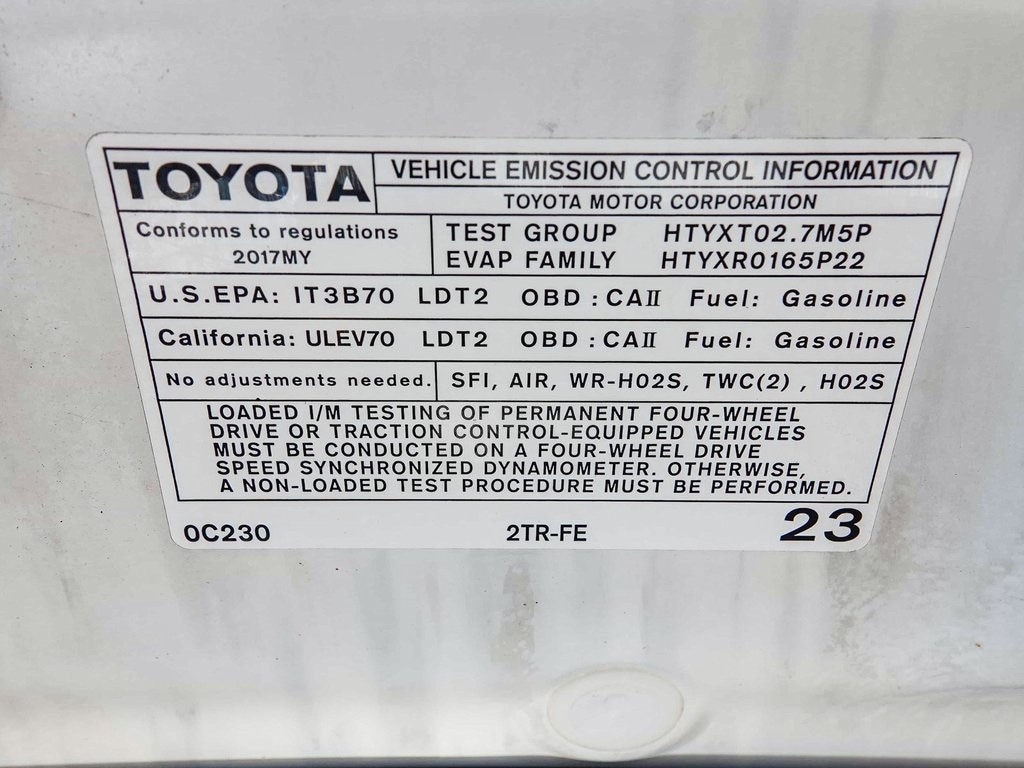 TOYOTA
VEHICLE EMISSION CONTROL INFORMATION
TOYOTA MOTOR CORPORATION
Conforms to regulations
2017MY
TEST GROUP HTYXT02.7M5P
EVAP FAMILY HTYXR0165P22
U.S.EPA: IT3B70 LDT2 OBD : CAII Fuel: Gasoline
California: ULEV70 LDT2 OBD : CAII Fuel: Gasoline
No adjustments needed.
SFI, AIR, WR-HO2S, TWC(2) , HO2S
LOADED I/M TESTING OF PERMANENT FOUR-WHEEL
DRIVE OR TRACTION CONTROL-EQUIPPED VEHICLES
MUST BE CONDUCTED ON A FOUR-WHEEL DRIVE
SPEED SYNCHRONIZED DYNAMOMETER. OTHERWISE,
A NON-LOADED TEST PROCEDURE MUST BE PERFORMED.
0C230 2TR-FE 23